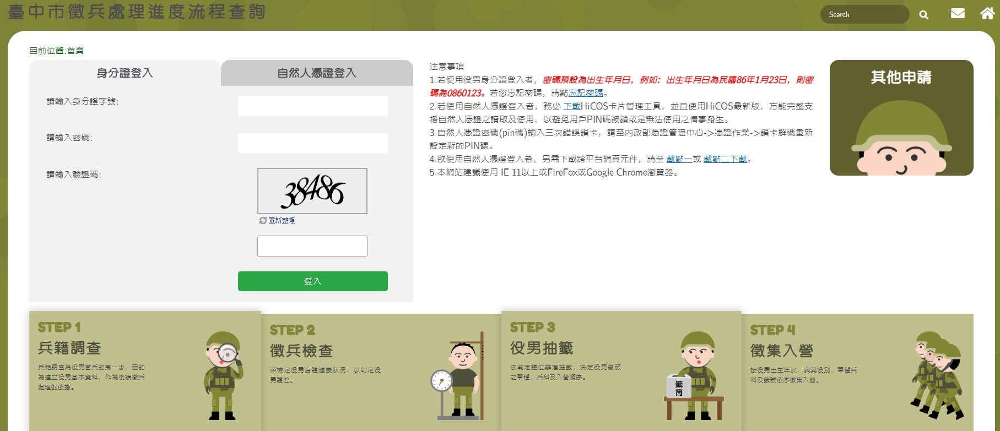 臺中市徵兵處理進度流程查詢
Search
目前位置:首頁
身分證登入
自然人憑證登入
請輸入身分證字號:
請輸入密碼:
請輸入驗證碼:
38486
重新整理
登入
注意事項
1.若使用役男身分證登入者，密碼預設為出生年月日，例如：出生年月日為民國86年1月23日，則密
碼為0860123。若您忘記密碼，請點忘記密碼。
2.若使用自然人憑證登入者，務必 下載HiCOS卡片管理工具，並且使用HiCOS最新版，方能完整支
援自然人憑證之讀取及使用，以避免用戶PIN碼被鎖或是無法使用之情事發生。
3.自然人憑證密碼(pin碼)輸入三次錯誤鎖卡，請至內政部憑證管理中心->憑證作業->鎖卡解碼重新
設定新的PIN碼。
4.欲使用自然人憑證登入者，另需下載跨平台網頁元件，請至 載點一或 載點二下載。
5.本網站建議使用 IE 11以上或FireFox或Google Chrome瀏覽器。
其他申請
STEP 1
兵籍調查
兵籍調查為役男當兵的第一步，目的
為建立役男基本資料，作為後續徵兵
處理的依據。
STEP 2
徵兵檢查
係檢定役男身體健康狀況，以判定役
男體位。
STEP 3
役男抽籤
依判定體位辦理抽籤，決定役男徵服
之軍種、兵科及入營順序。
籤
筒
STEP 4
徵集入營
按役男出生年次，與其役別、軍種兵
科及籤號依序徵集入營。